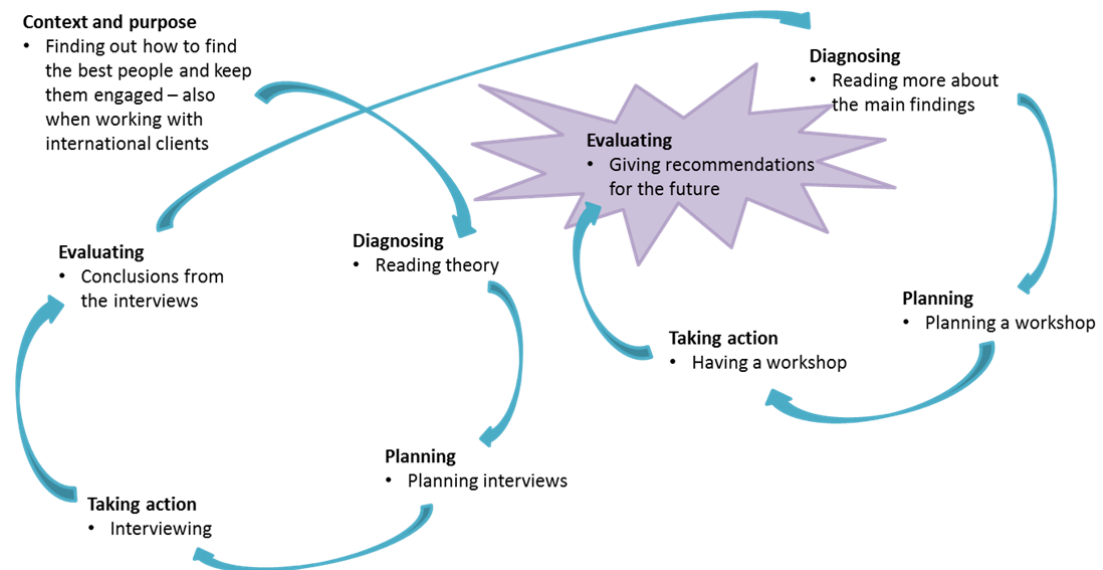 Context and purpose
• Finding out how to find
the best people and keep
them engaged – also
when working with
international clients
Diagnosing
• Reading theory
Planning
• Planning interviews
Taking action
• Interviewing
Evaluating
• Conclusions from
the interviews
Diagnosing
• Reading more about
the main findings
Planning
• Planning a workshop
Taking action
• Having a workshop
Evaluating
• Giving recommendations
for the future